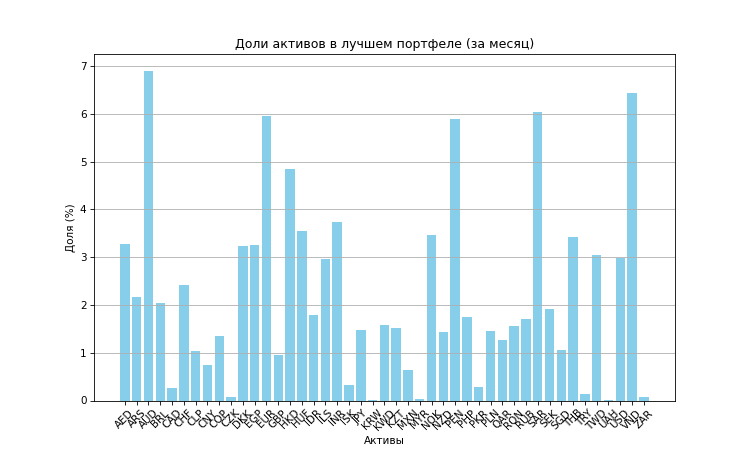 Доли активов в лучшем портфеле (за месяц)
Доля (%)
7
6
5
4
3
2
1
0
AED ARS AUD BRL CAD CHF CLP CNY COP CZK DKK EGP EUR GBP HKD HUF IDR ILS INR ISK JPY KRW KWD KZT MXN MYR NOK NZD PEN PHP PKR PLN QAR RON RUB SAR SEK SGD THB TRY TWD UAH USD VND ZAR
Активы